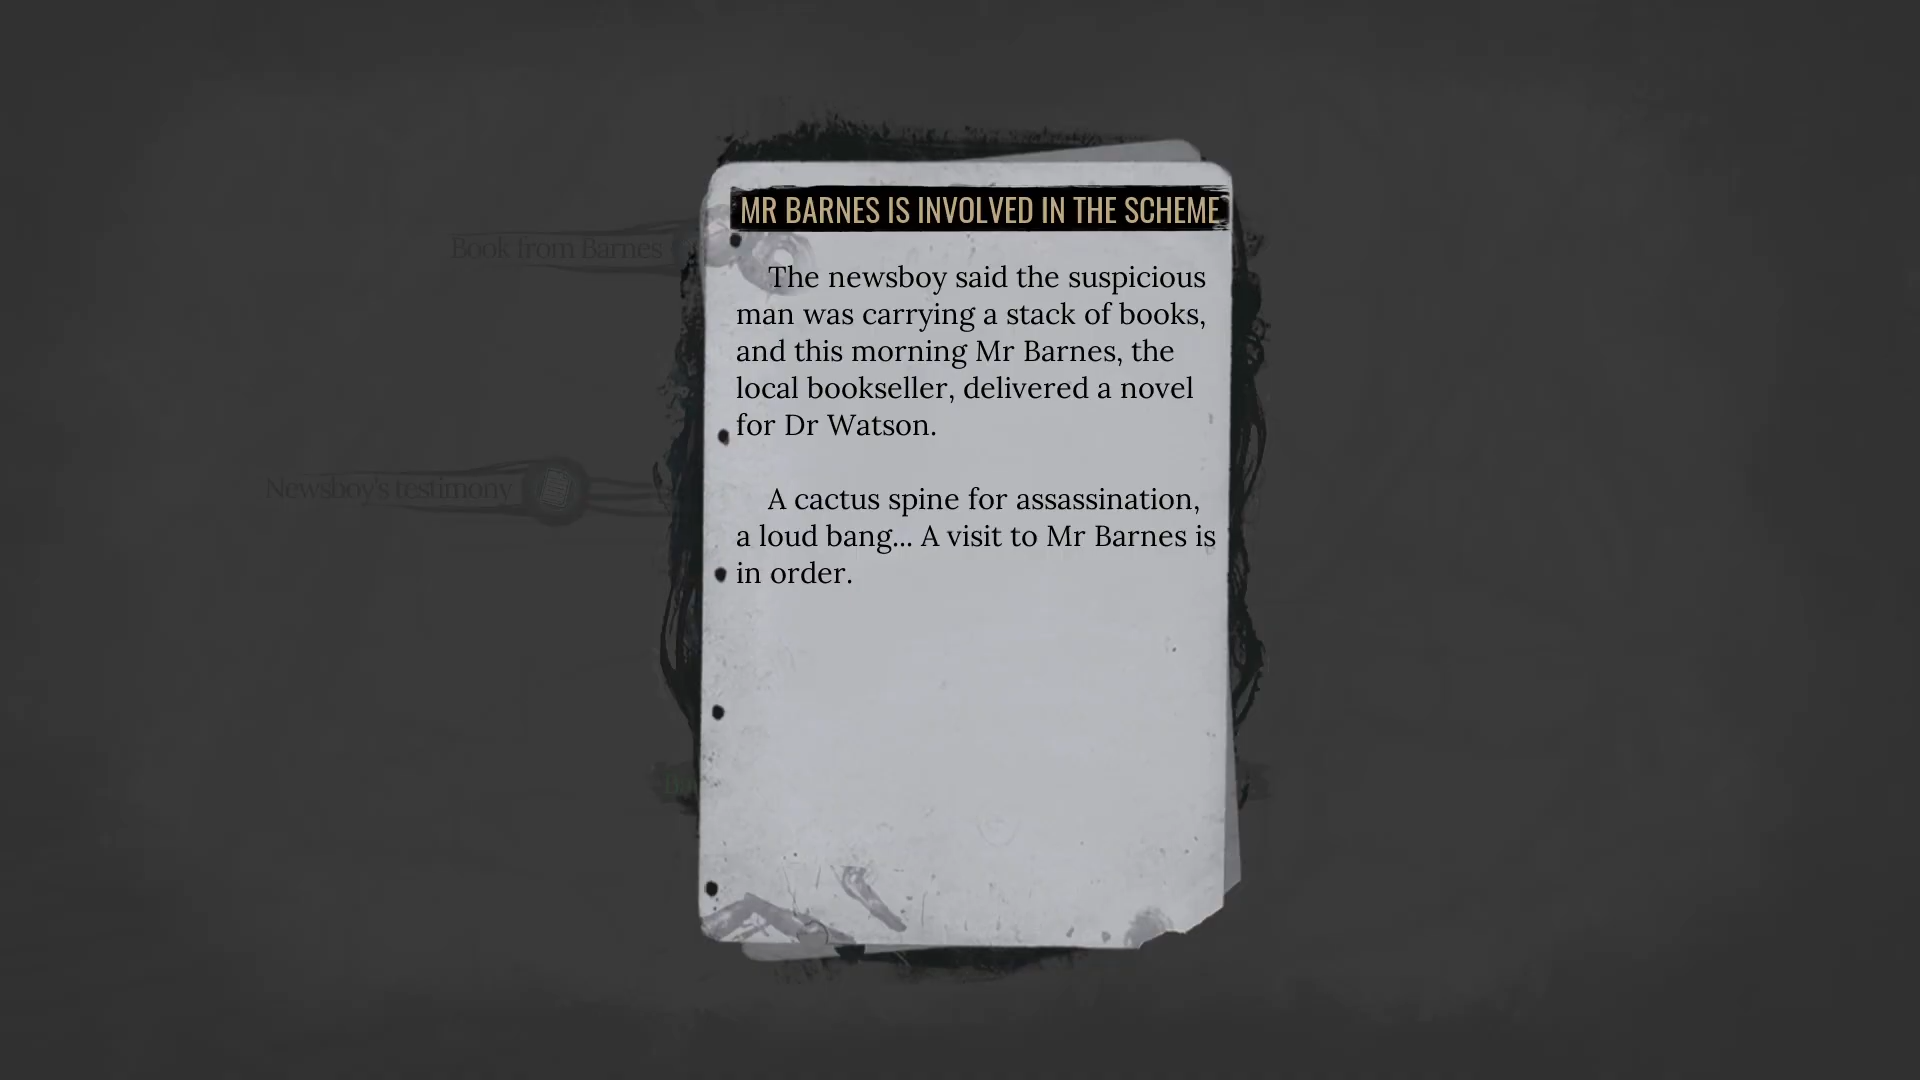 MR BARNES IS INVOLVED IN THE SCHEME
Book from Barnes
The newsboy said the suspicious
man was carrying a stack of books,
and this morning Mr Barnes, the
local bookseller, delivered a novel
for Dr Watson.
Newsboy's testimony
A cactus spine for assassination,
a loud bang... A visit to Mr Barnes is
in order.